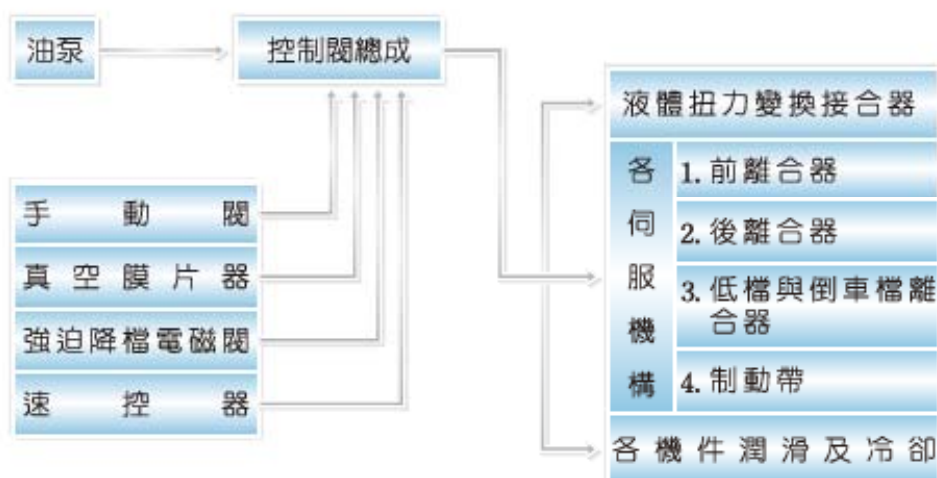 油泵
控制閥總成
手動閥
真空膜片器
強迫降檔電磁閥
速控器
液體扭力變換接合器
各伺服機構
1. 前離合器
2. 後離合器
3. 低檔與倒車檔離
合器
4. 制動帶
各機件潤滑及冷卻